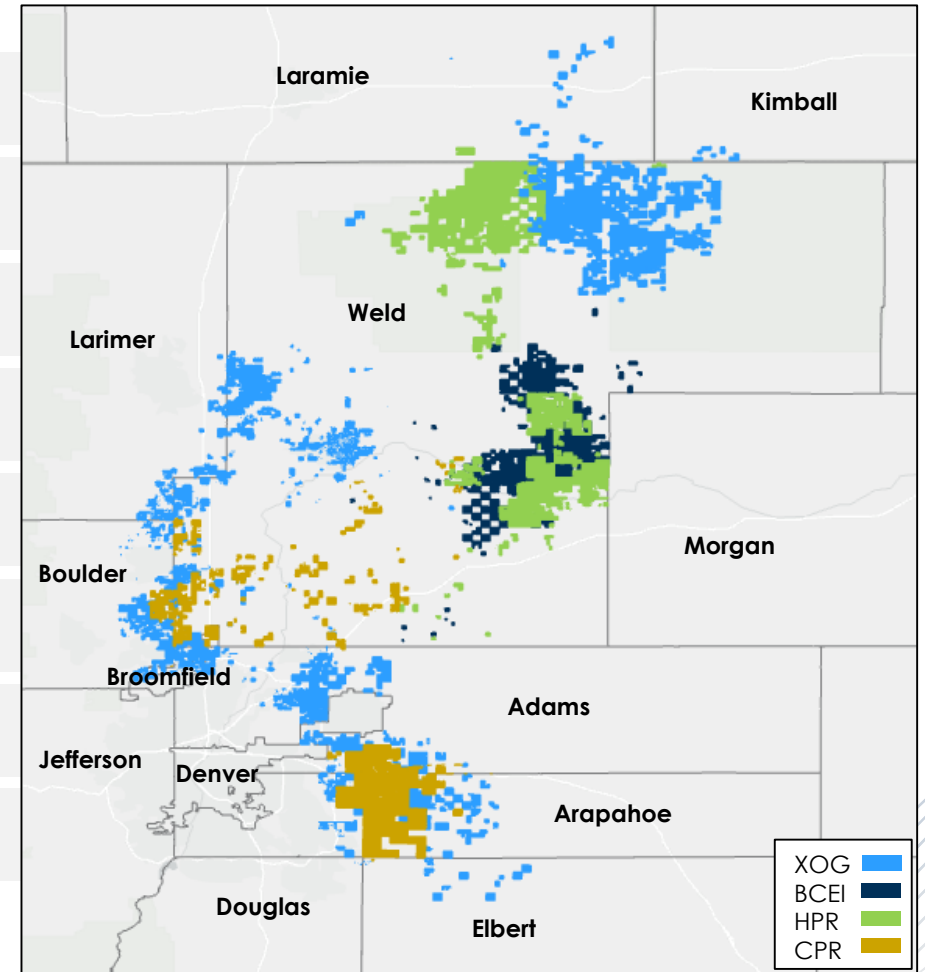 Laramie
Kimball
Weld
Larimer
Morgan
Boulder
Broomfield
Adams
Jefferson
Denver
Arapahoe
Douglas
Elbert
XOG
BCEI
HPR
CPR